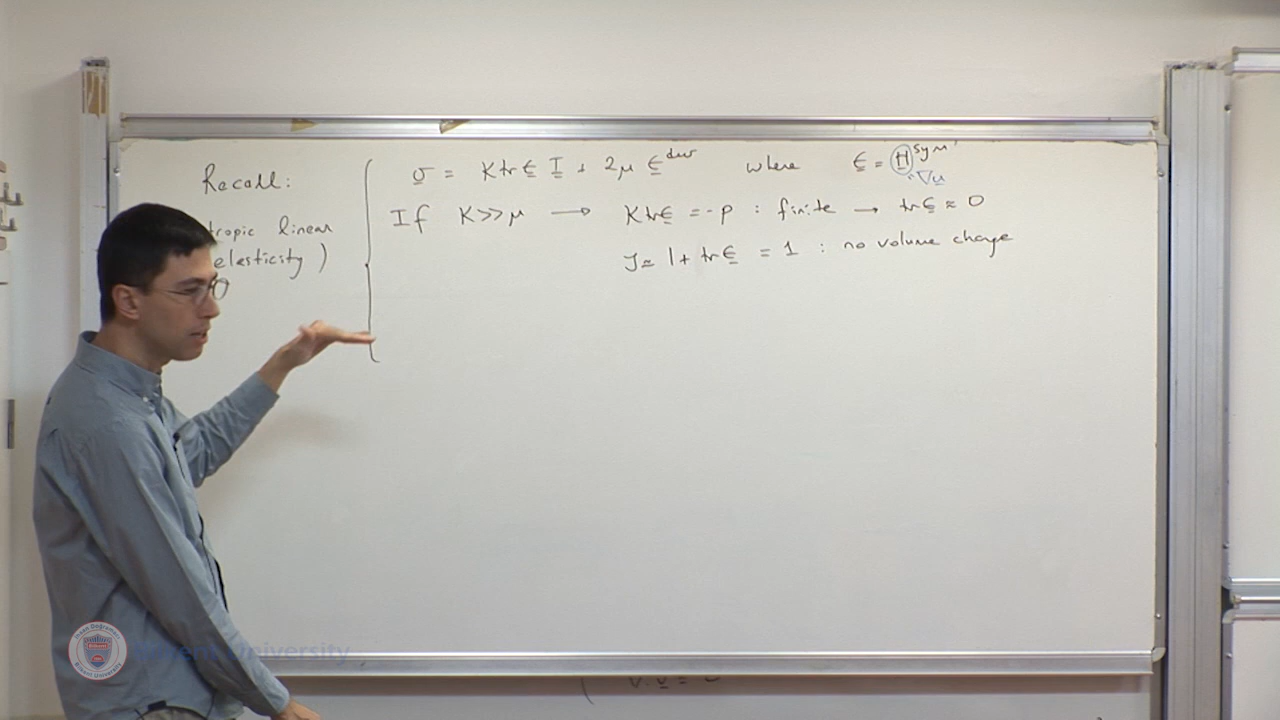 Recall:
tropic linear
elasticity )
σ = K tr ε I + 2μ ε^dev where ε = H^sym
∇u
If K >> μ → K tr ε = -p : finite → tr ε ≈ 0
J ≃ 1 + tr ε = 1 : no volume change
University